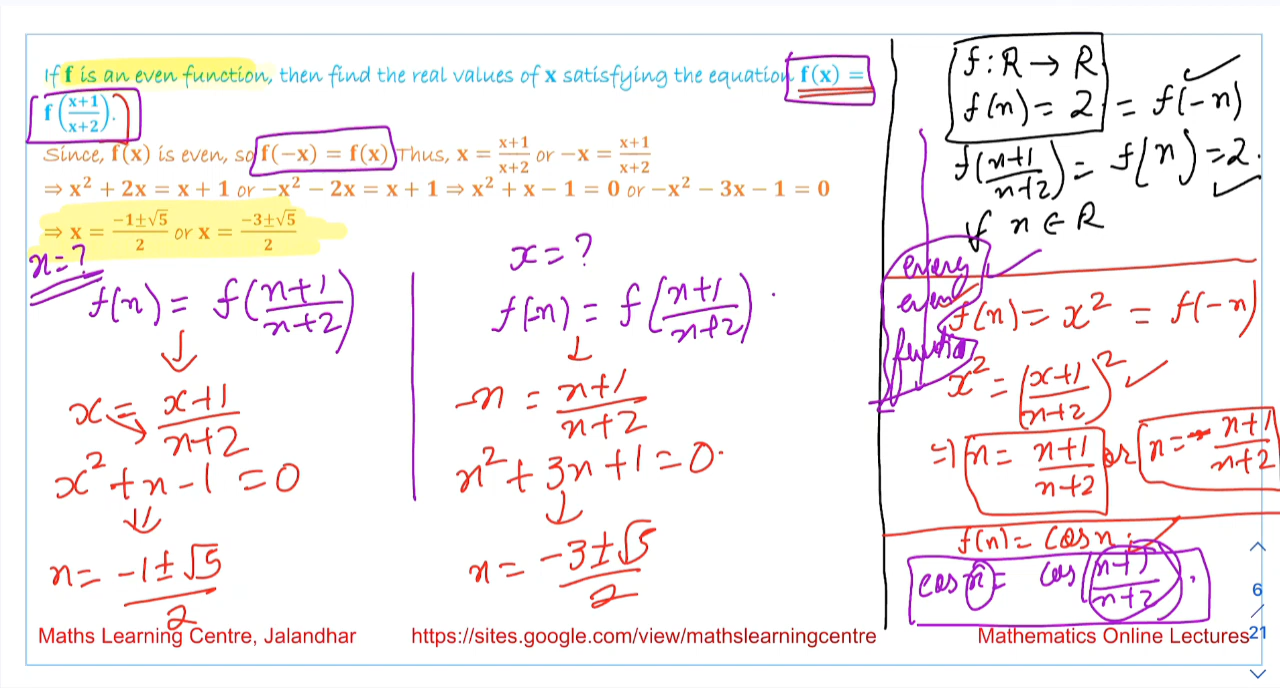 If f is an even function, then find the real values of x satisfying the equation f(x) =
f((x+1)/(x+2)).
Since, f(x) is even, so f(−x) = f(x) Thus, x = (x+1)/(x+2) or −x = (x+1)/(x+2)
⇒ x² + 2x = x + 1 or −x² − 2x = x + 1 ⇒ x² + x − 1 = 0 or −x² − 3x − 1 = 0
⇒ x = (−1±√5)/2 or x = (−3±√5)/2
x = ?
f(x) = f((x+1)/(x+2))
↓
x = (x+1)/(x+2)
x² + x − 1 = 0
⇓
x = (−1 ± √5)/2
x = ?
f(−x) = f((x+1)/(x+2)).
↓
−x = (x+1)/(x+2)
x² + 3x + 1 = 0.
↓
x = (−3 ± √5)/2
f : R → R
f(x) = 2 = f(−x)
f((x+1)/(x+2)) = f(x) = 2.
if x ∈ R
every
even
function
f(x) = x² = f(−x)
x² = ((x+1)/(x+2))²
⇒ x = (x+1)/(x+2) or x = −(x+1)/(x+2)
f(x) = cos x.
cos x = cos((x+1)/(x+2)).
6
/
21
Maths Learning Centre, Jalandhar https://sites.google.com/view/mathslearningcentre Mathematics Online Lectures